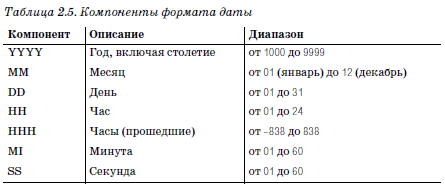 Таблица 2.5. Компоненты формата даты
Компонент Описание Диапазон
YYYY Год, включая столетие от 1000 до 9999
MM Месяц от 01 (январь) до 12 (декабрь)
DD День от 01 до 31
HH Час от 01 до 24
HHH Часы (прошедшие) от –838 до 838
MI Минута от 01 до 60
SS Секунда от 01 до 60